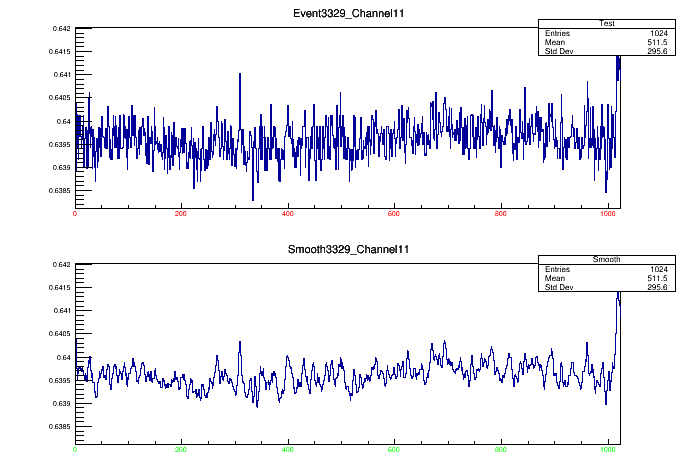 Event3329_Channel11
Test
Entries 1024
Mean 511.5
Std Dev 295.6
0.642
0.6415
0.641
0.6405
0.64
0.6395
0.639
0.6385
0 200 400 600 800 1000
Smooth3329_Channel11
Smooth
Entries 1024
Mean 511.5
Std Dev 295.6
0.642
0.6415
0.641
0.6405
0.64
0.6395
0.639
0.6385
0 200 400 600 800 1000